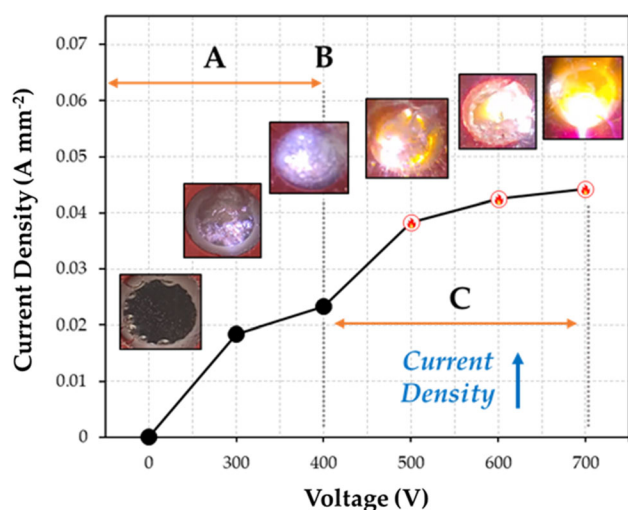 0.07
0.06
0.05
0.04
0.03
0.02
0.01
0
Current Density (A mm⁻²)
A
B
C
Current
Density
0 300 400 500 600 700
Voltage (V)